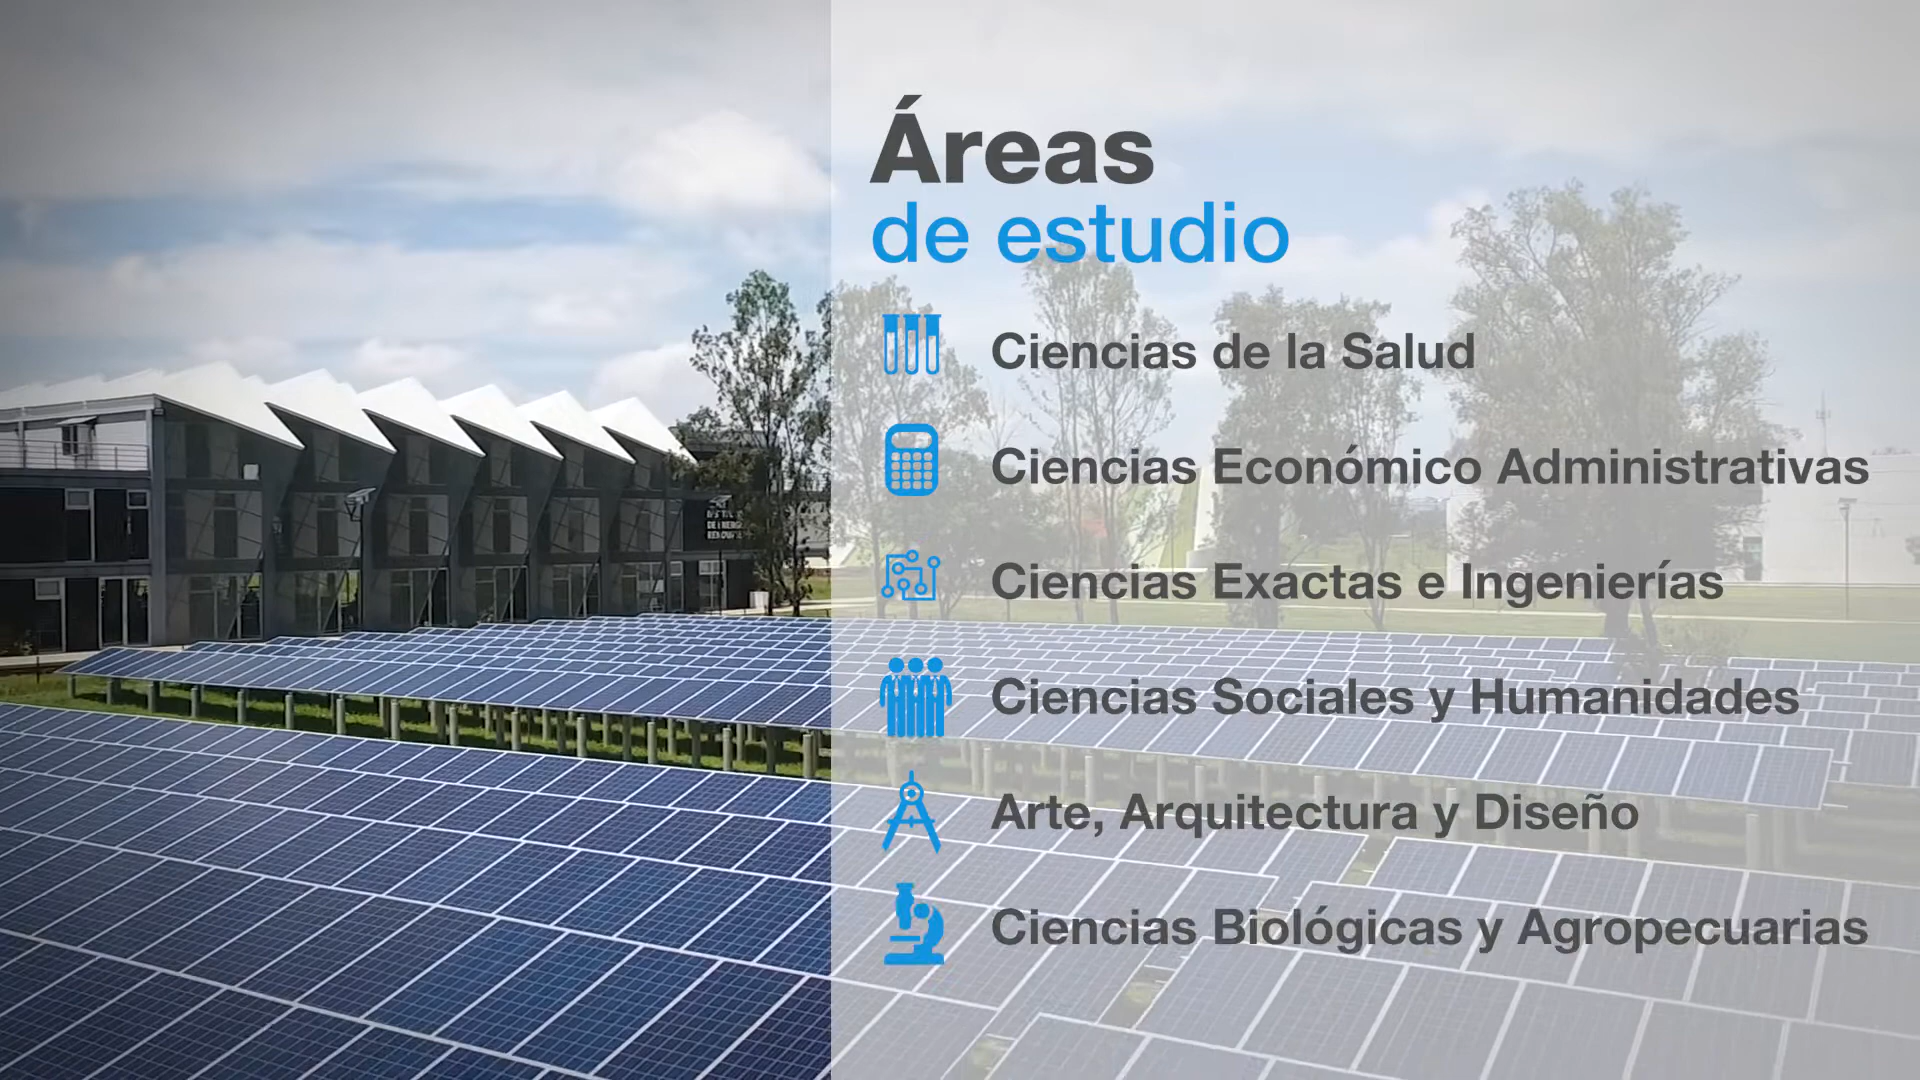 Áreas
de estudio
Ciencias de la Salud
Ciencias Económico Administrativas
Ciencias Exactas e Ingenierías
Ciencias Sociales y Humanidades
Arte, Arquitectura y Diseño
Ciencias Biológicas y Agropecuarias